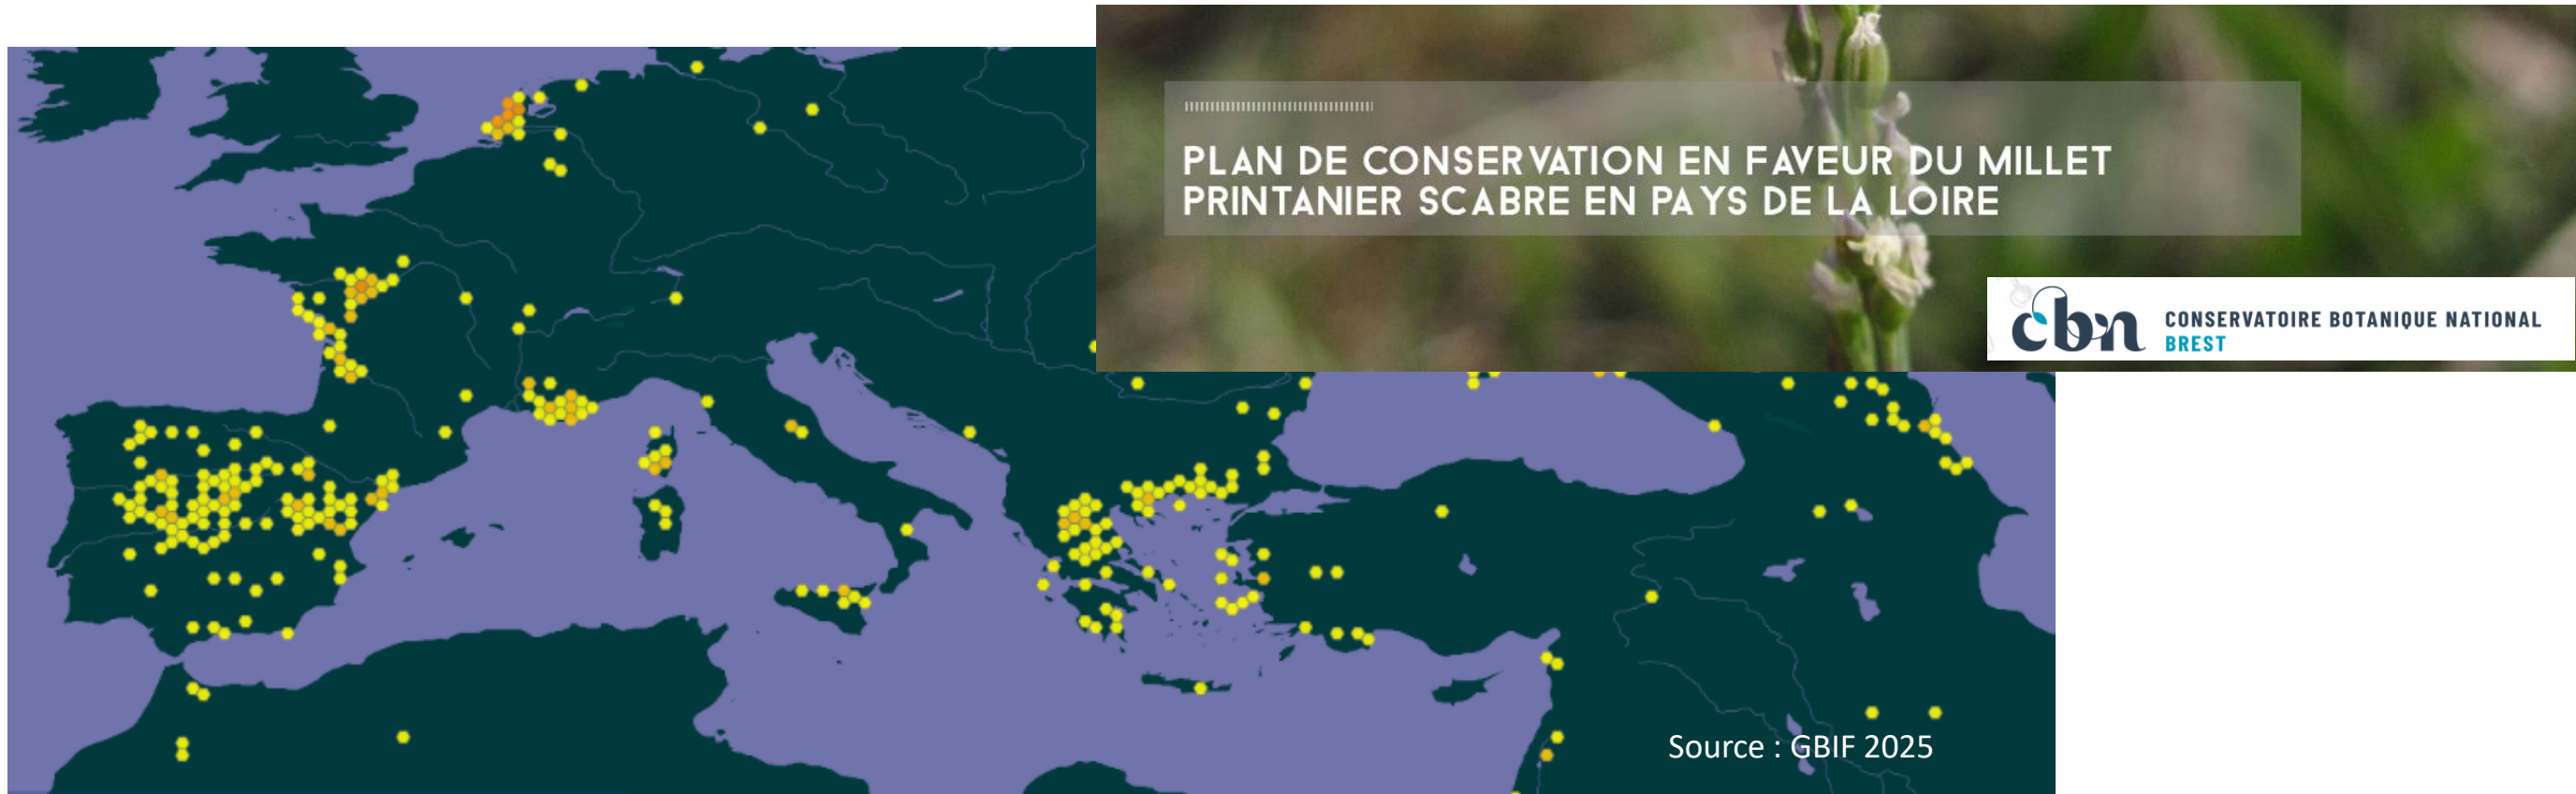 PLAN DE CONSERVATION EN FAVEUR DU MILLET
PRINTANIER SCABRE EN PAYS DE LA LOIRE
cbn CONSERVATOIRE BOTANIQUE NATIONAL
BREST
Source : GBIF 2025